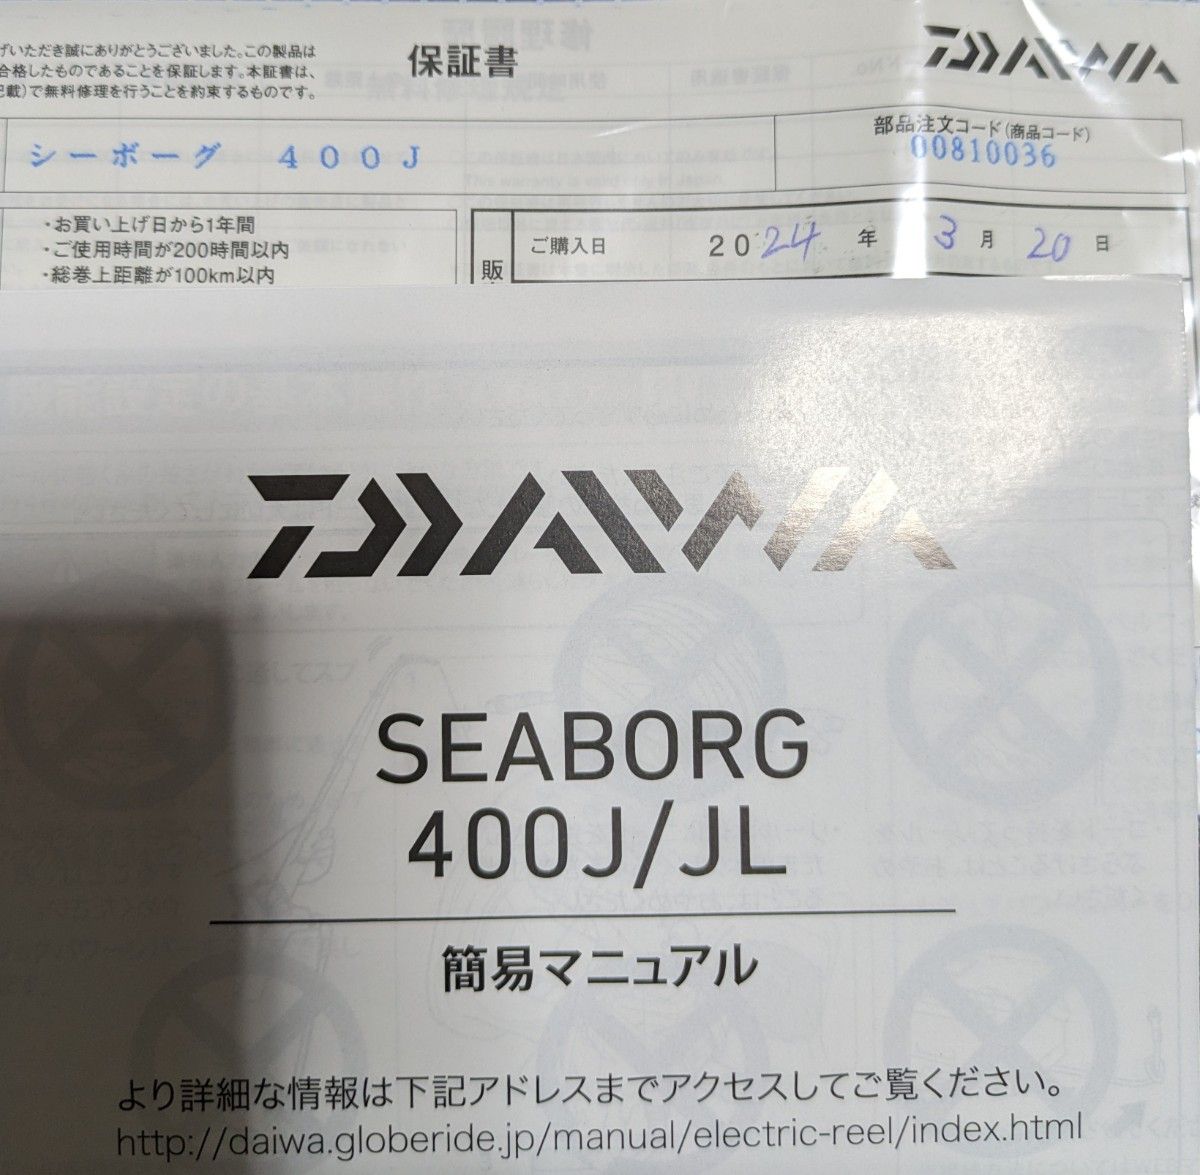 げいただき誠にありがとうございました。この製品は
合格したものであることを保証します。本証書は、
記載)で無料修理を行うことを約束するものです。
保証書
DAIWA
シーボーグ 400J
部品注文コード(商品コード)
00810036
・お買い上げ日から1年間
・ご使用時間が200時間以内
・総巻上距離が100km以内
販
ご購入日 2024 年 3 月 20 日
DAIWA
SEABORG
400J/JL
簡易マニュアル
より詳細な情報は下記アドレスまでアクセスしてご覧ください。
http://daiwa.globeride.jp/manual/electric-reel/index.html